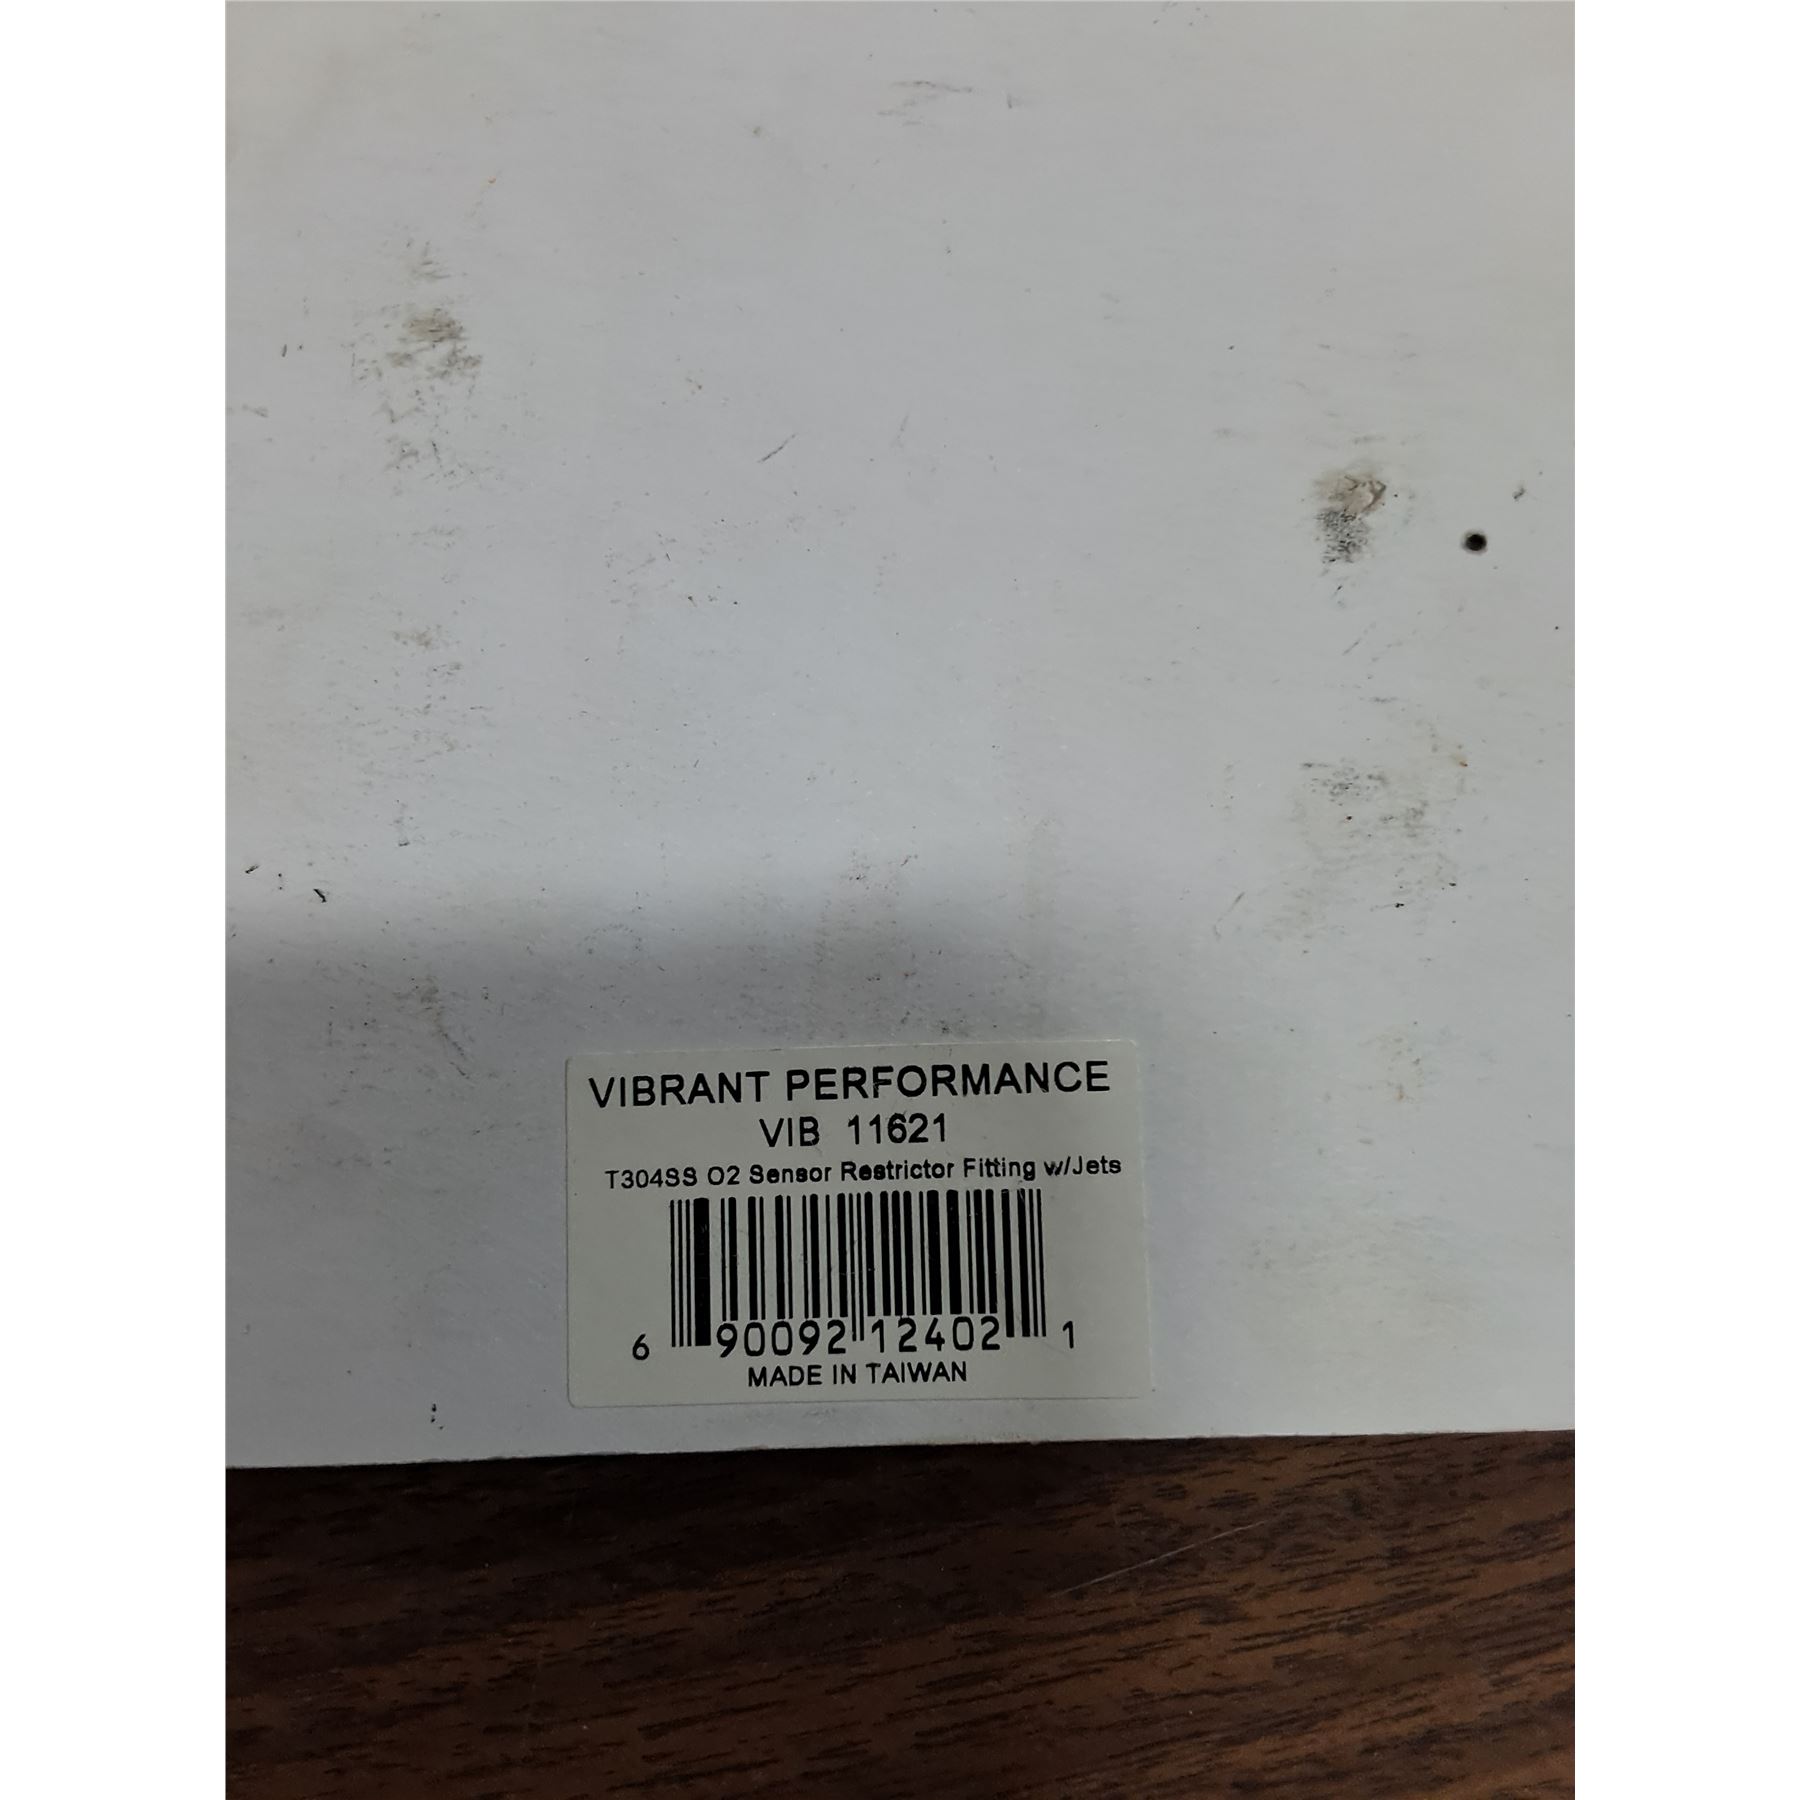 VIBRANT PERFORMANCE
VIB 11621
T304SS O2 Sensor Restrictor Fitting w/Jets
6 90092 12402 1
MADE IN TAIWAN